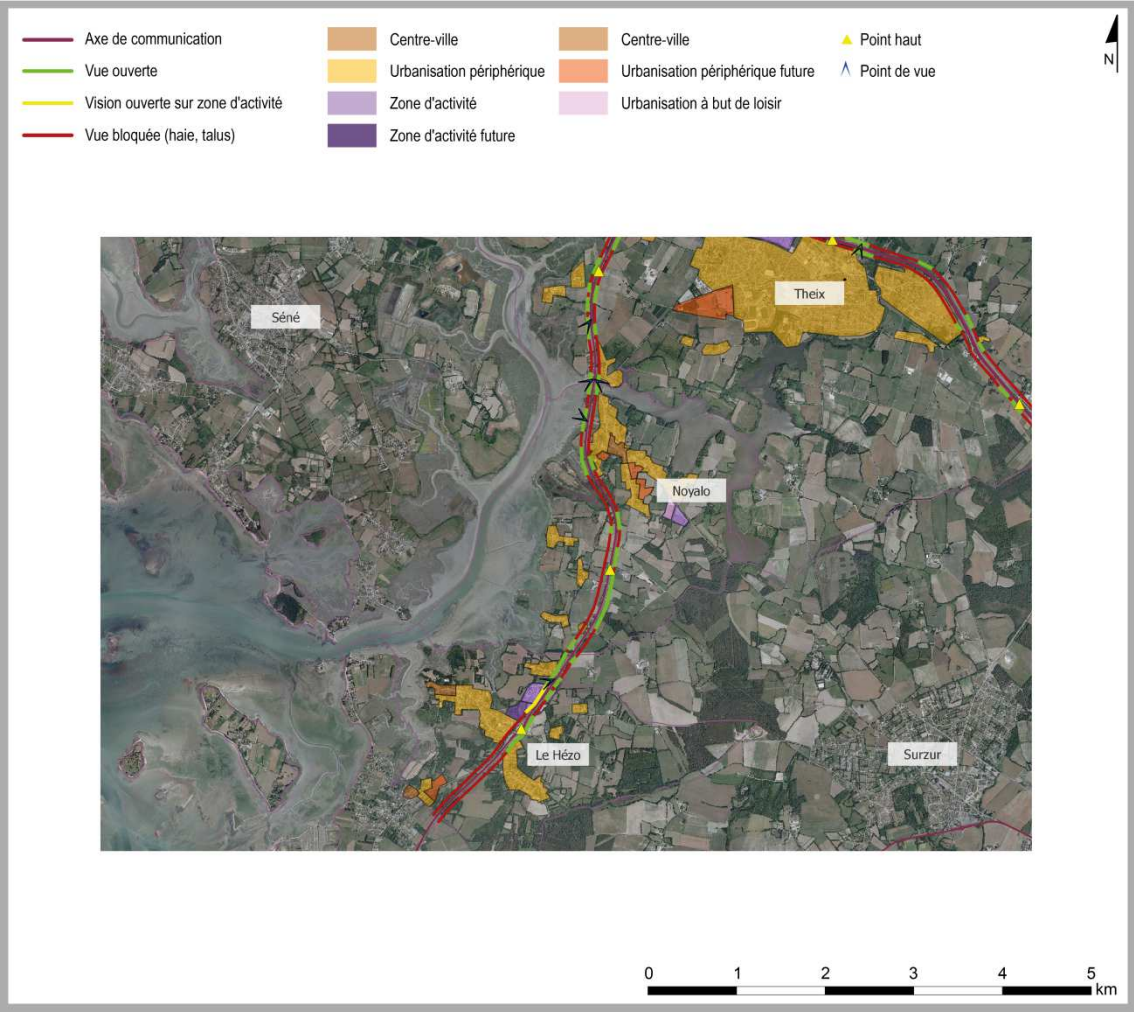 Axe de communication
Vue ouverte
Vision ouverte sur zone d'activité
Vue bloquée (haie, talus)
Centre-ville
Urbanisation périphérique
Zone d'activité
Zone d'activité future
Centre-ville
Urbanisation périphérique future
Urbanisation à but de loisir
Point haut
Point de vue
N
Séné
Theix
Noyalo
Le Hézo
Surzur
0 1 2 3 4 5
km